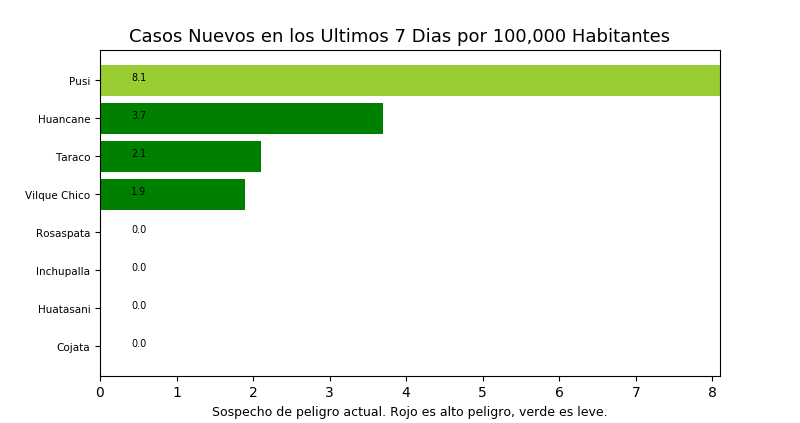 Casos Nuevos en los Ultimos 7 Dias por 100,000 Habitantes
Pusi 8.1
Huancane 3.7
Taraco 2.1
Vilque Chico 1.9
Rosaspata 0.0
Inchupalla 0.0
Huatasani 0.0
Cojata 0.0
0 1 2 3 4 5 6 7 8
Sospecho de peligro actual. Rojo es alto peligro, verde es leve.